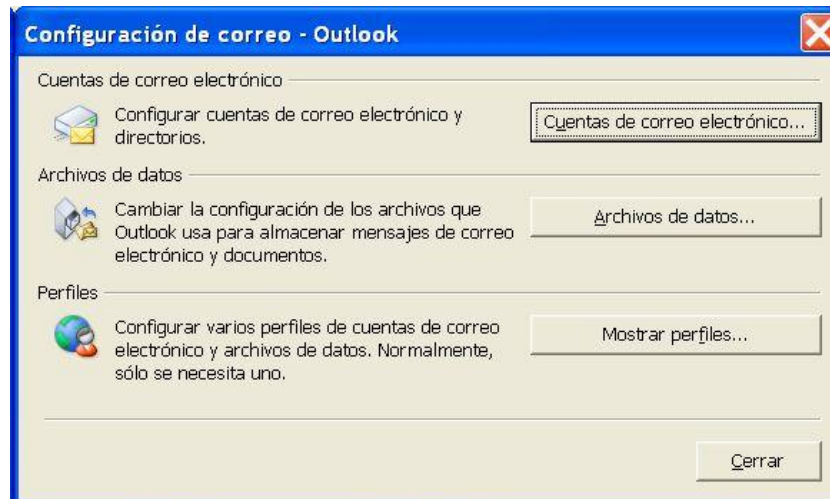 Configuración de correo - Outlook
Cuentas de correo electrónico
Configurar cuentas de correo electrónico y
directorios.
Cuentas de correo electrónico...
Archivos de datos
Cambiar la configuración de los archivos que
Outlook usa para almacenar mensajes de correo
electrónico y documentos.
Archivos de datos...
Perfiles
Configurar varios perfiles de cuentas de correo
electrónico y archivos de datos. Normalmente,
sólo se necesita uno.
Mostrar perfiles...
Cerrar